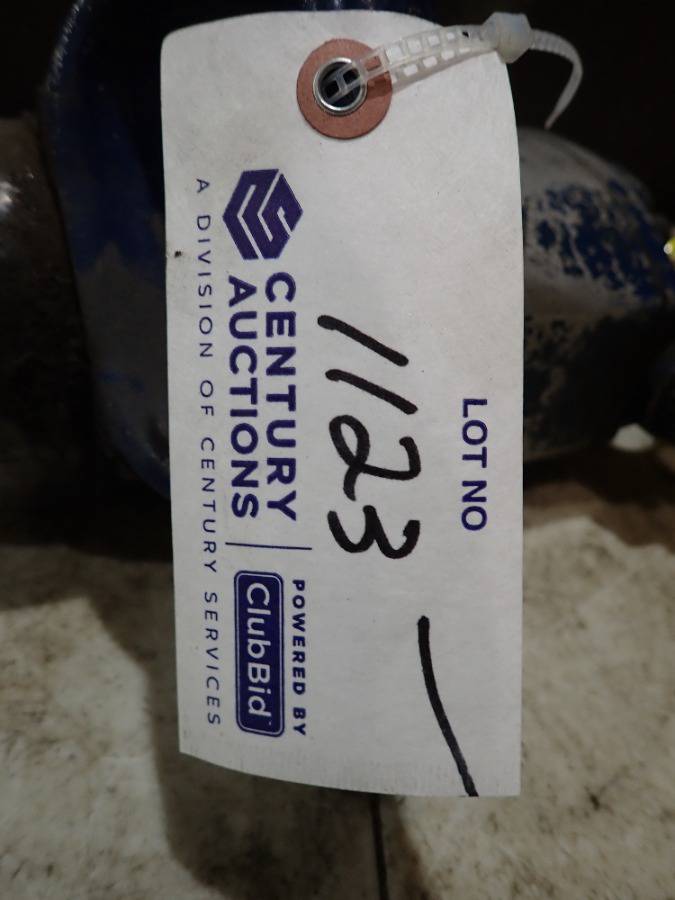 LOT NO
1123
CENTURY
AUCTIONS
POWERED BY
ClubBid
A DIVISION OF CENTURY SERVICES